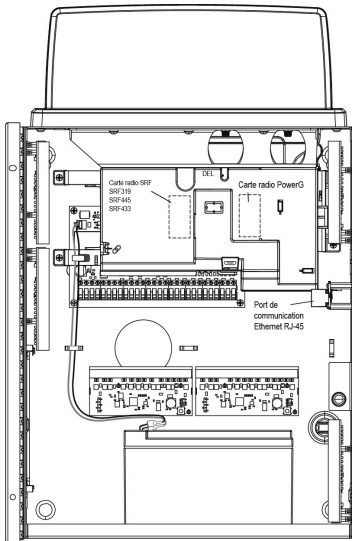 Carte radio SRF
SRF319
SRF445
SRF433
DEL
Carte radio PowerG
Port de
communication
Ethernet RJ-45